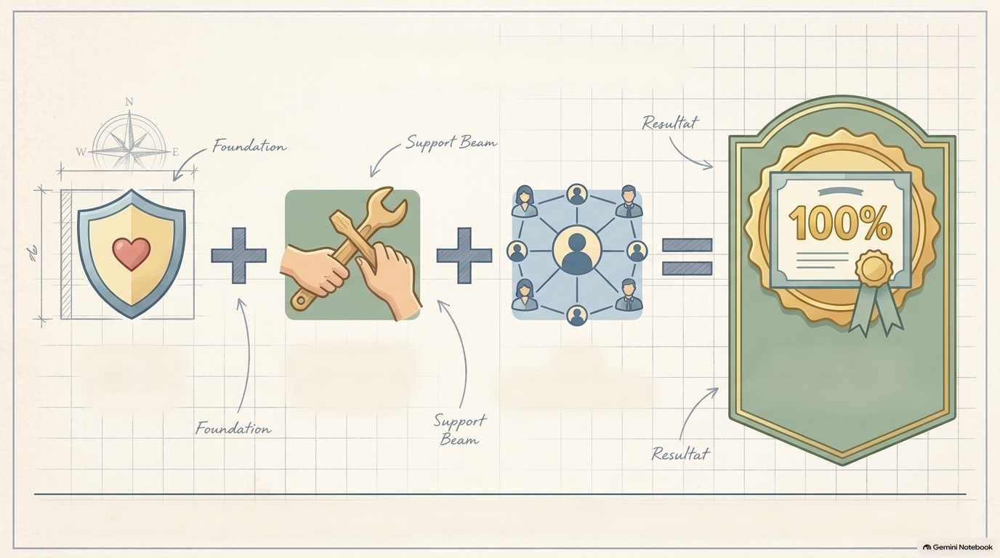 N
W E
Foundation
Support Beam
Resultat
100%
Foundation
Support
Beam
Resultat
Gemini Notebook